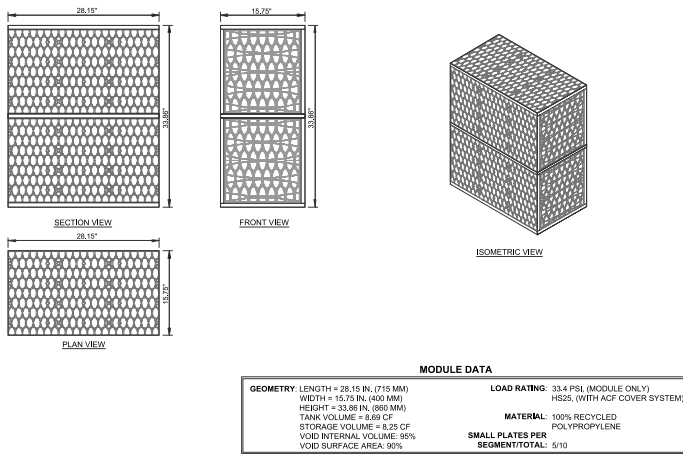 28.15"
15.75"
33.86"
33.86"
SECTION VIEW
FRONT VIEW
28.15"
15.75"
PLAN VIEW
ISOMETRIC VIEW
MODULE DATA
GEOMETRY: LENGTH = 28.15 IN. (715 MM)
WIDTH = 15.75 IN. (400 MM)
HEIGHT = 33.86 IN. (860 MM)
TANK VOLUME = 8.69 CF
STORAGE VOLUME = 8.25 CF
VOID INTERNAL VOLUME: 95%
VOID SURFACE AREA: 90%
LOAD RATING: 33.4 PSI, (MODULE ONLY)
HS25, (WITH ACF COVER SYSTEM)
MATERIAL: 100% RECYCLED
POLYPROPYLENE
SMALL PLATES PER
SEGMENT/TOTAL: 5/10